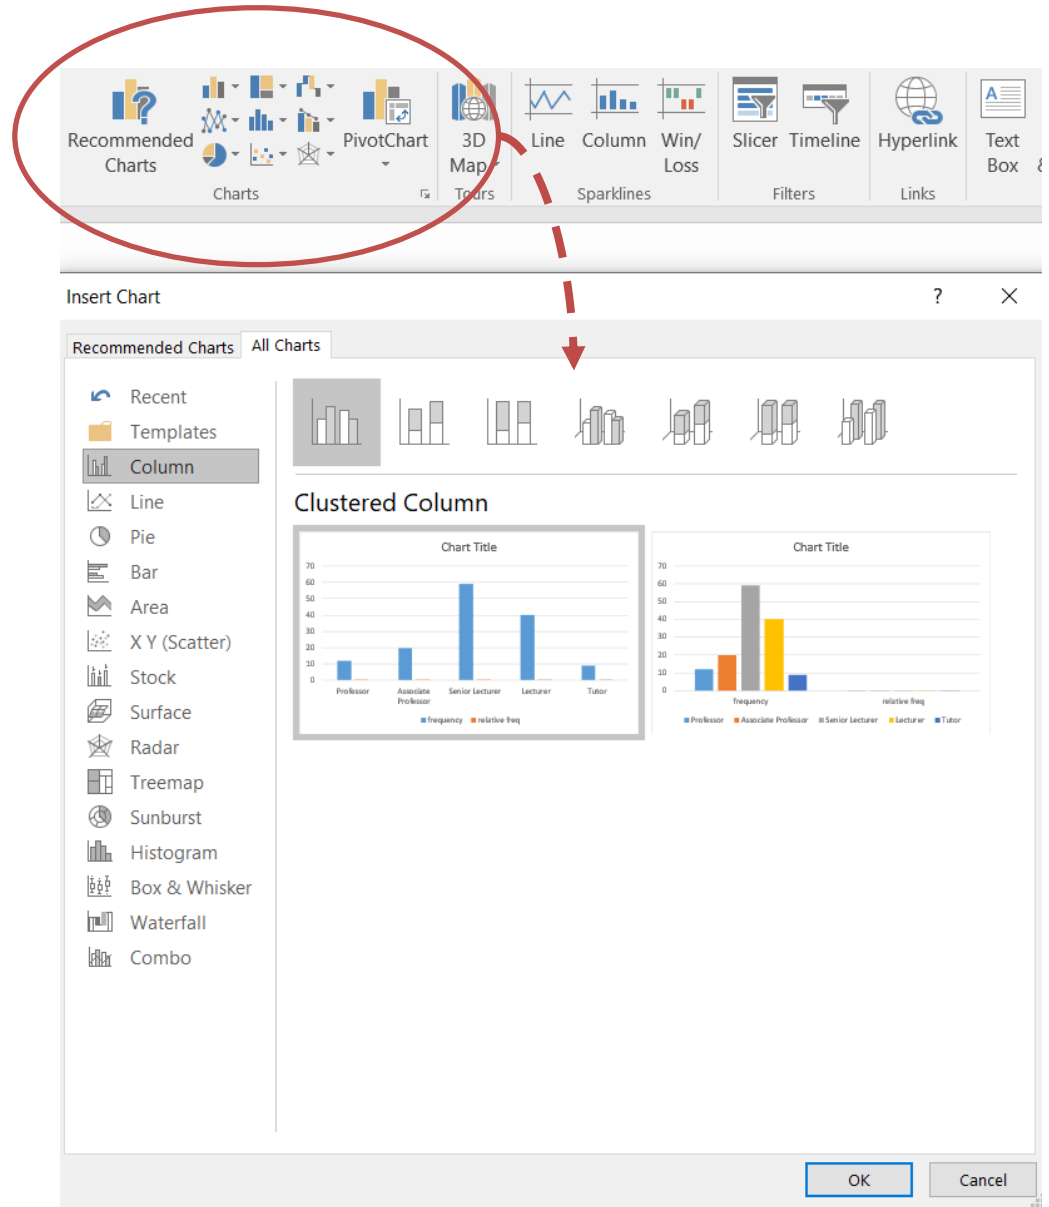 Recommended Charts
PivotChart
3D Map
Line
Column
Win/ Loss
Slicer
Timeline
Hyperlink
Text Box
&
Charts
Tours
Sparklines
Filters
Links
Insert Chart
?
Recommended Charts
All Charts
Recent
Templates
Column
Line
Pie
Bar
Area
X Y (Scatter)
Stock
Surface
Radar
Treemap
Sunburst
Histogram
Box & Whisker
Waterfall
Combo
Clustered Column
Chart Title
70
60
50
40
30
20
10
0
Professor
Associate Professor
Senior Lecturer
Lecturer
Tutor
frequency
relative freq
Chart Title
70
60
50
40
30
20
10
0
frequency
relative freq
Professor
Associate Professor
Senior Lecturer
Lecturer
Tutor
OK
Cancel